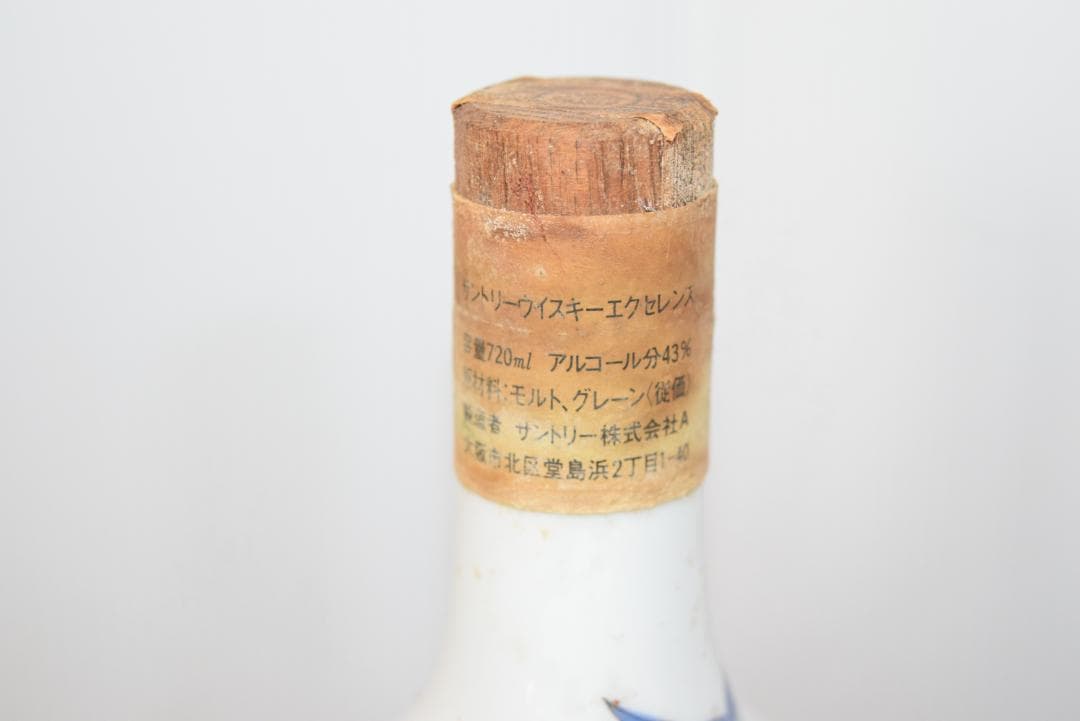 サントリーウイスキーエクセレンス
容量720ml アルコール分43%
原材料:モルト、グレーン(従価)
製造者 サントリー株式会社A
大阪市北区堂島浜2丁目1-40